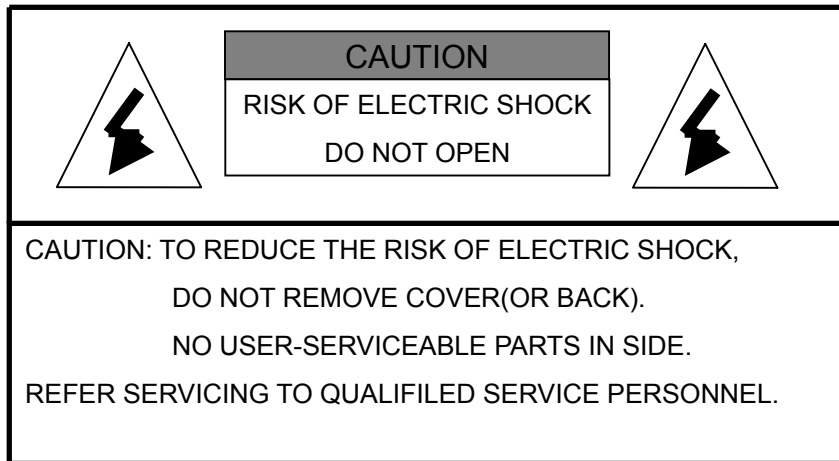 CAUTION
RISK OF ELECTRIC SHOCK
DO NOT OPEN
CAUTION: TO REDUCE THE RISK OF ELECTRIC SHOCK,
DO NOT REMOVE COVER(OR BACK).
NO USER-SERVICEABLE PARTS IN SIDE.
REFER SERVICING TO QUALIFILED SERVICE PERSONNEL.